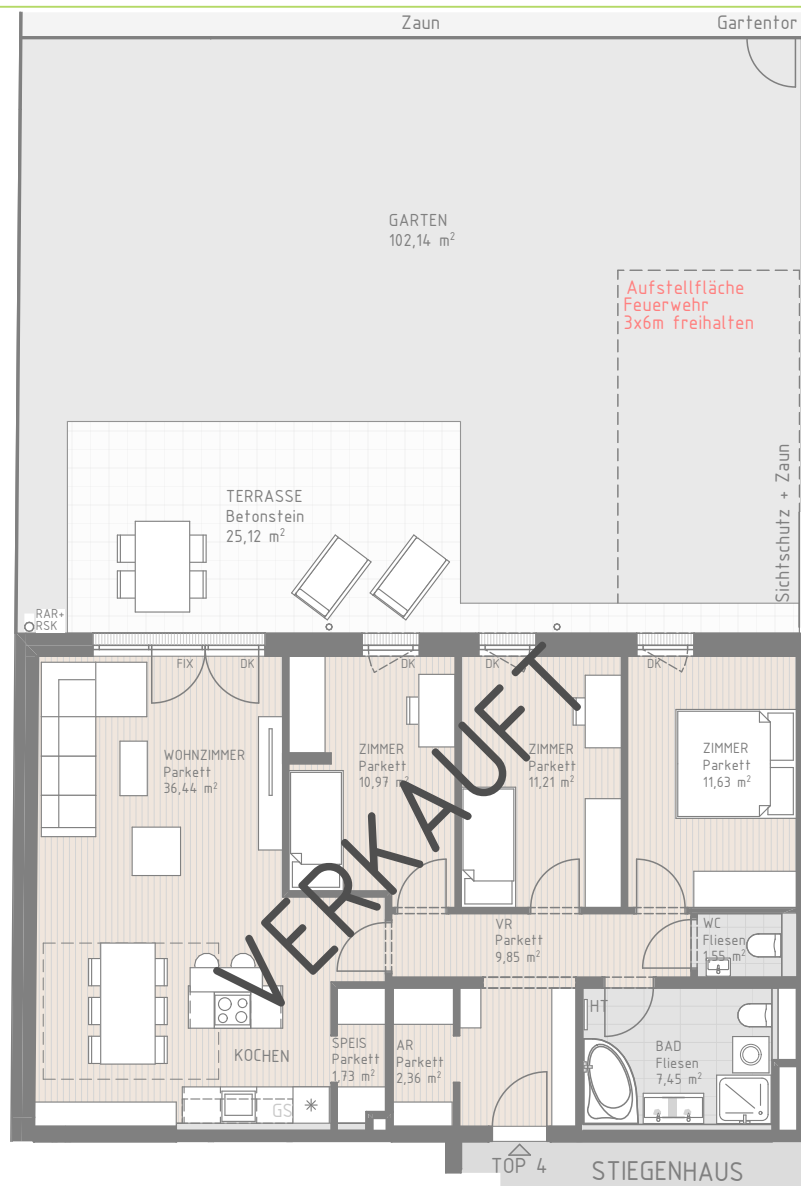 Zaun
Gartentor
GARTEN
102,14 m²
Aufstellfläche
Feuerwehr
3x6m freihalten
Sichtschutz + Zaun
TERRASSE
Betonstein
25,12 m²
RAR+
RSK
FIX
DK
DK
DK
DK
WOHNZIMMER
Parkett
36,44 m²
ZIMMER
Parkett
10,97 m²
ZIMMER
Parkett
11,21 m²
ZIMMER
Parkett
11,63 m²
VERKAUFT
VR
Parkett
9,85 m²
WC
Fliesen
1,55 m²
HT
KOCHEN
SPEIS
Parkett
1,73 m²
AR
Parkett
2,36 m²
BAD
Fliesen
7,45 m²
GS
TOP 4
STIEGENHAUS